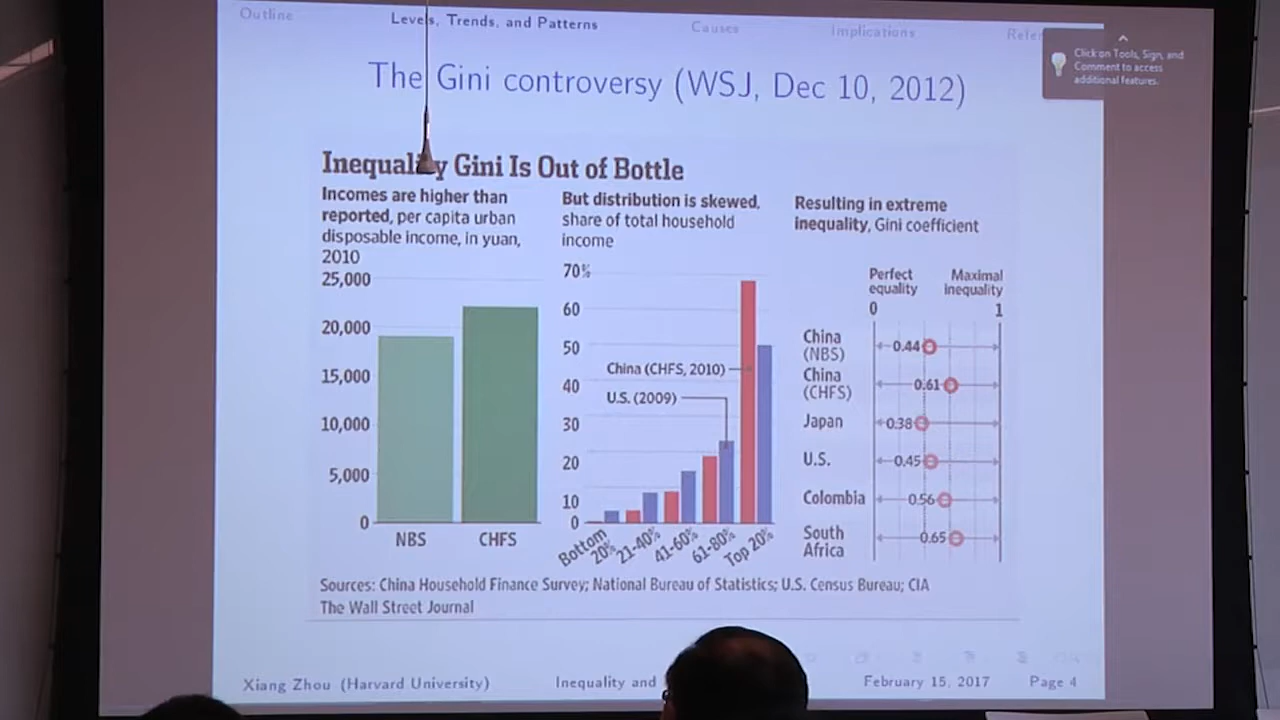 Outline
Levels, Trends, and Patterns
Causes
Implications
Click on Tools, Sign, and
Comment to access
additional features.
The Gini controversy (WSJ, Dec 10, 2012)
Inequality Gini Is Out of Bottle
Incomes are higher than
reported, per capita urban
disposable income, in yuan,
2010
25,000
20,000
15,000
10,000
5,000
0
NBS
CHFS
But distribution is skewed,
share of total household
income
70%
60
50
40
30
20
10
0
China (CHFS, 2010)
U.S. (2009)
Bottom
20%
21-40%
41-60%
61-80%
Top 20%
Resulting in extreme
inequality, Gini coefficient
Perfect
equality
0
Maximal
inequality
1
China
(NBS)
0.44
China
(CHFS)
0.61
Japan
0.38
U.S.
0.45
Colombia
0.56
South
Africa
0.65
Sources: China Household Finance Survey; National Bureau of Statistics; U.S. Census Bureau; CIA
The Wall Street Journal
Xiang Zhou (Harvard University)
Inequality and
February 15, 2017
Page 4